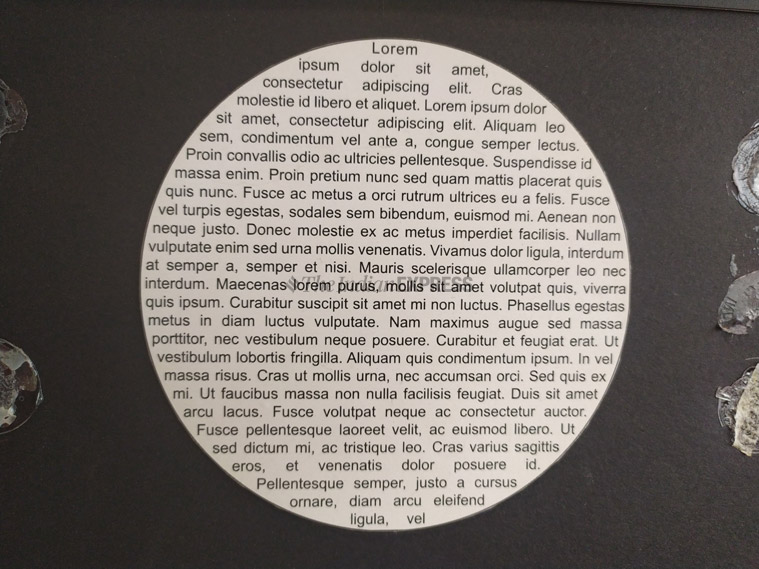 Lorem
ipsum dolor sit amet,
consectetur adipiscing elit. Cras
molestie id libero et aliquet. Lorem ipsum dolor
sit amet, consectetur adipiscing elit. Aliquam leo
sem, condimentum vel ante a, congue semper lectus.
Proin convallis odio ac ultricies pellentesque. Suspendisse id
massa enim. Proin pretium nunc sed quam mattis placerat quis
quis nunc. Fusce ac metus a orci rutrum ultrices eu a felis. Fusce
vel turpis egestas, sodales sem bibendum, euismod mi. Aenean non
neque justo. Donec molestie ex ac metus imperdiet facilisis. Nullam
vulputate enim sed urna mollis venenatis. Vivamus dolor ligula, interdum
at semper a, semper et nisi. Mauris scelerisque ullamcorper leo nec
interdum. Maecenas lorem purus, mollis sit amet volutpat quis, viverra
The Indian EXPRESS
quis ipsum. Curabitur suscipit sit amet mi non luctus. Phasellus egestas
metus in diam luctus vulputate. Nam maximus augue sed massa
porttitor, nec vestibulum neque posuere. Curabitur et feugiat erat. Ut
vestibulum lobortis fringilla. Aliquam quis condimentum ipsum. In vel
massa risus. Cras ut mollis urna, nec accumsan orci. Sed quis ex
mi. Ut faucibus massa non nulla facilisis feugiat. Duis sit amet
arcu lacus. Fusce volutpat neque ac consectetur auctor.
Fusce pellentesque laoreet velit, ac euismod libero. Ut
sed dictum mi, ac tristique leo. Cras varius sagittis
eros, et venenatis dolor posuere id.
Pellentesque semper, justo a cursus
ornare, diam arcu eleifend
ligula, vel